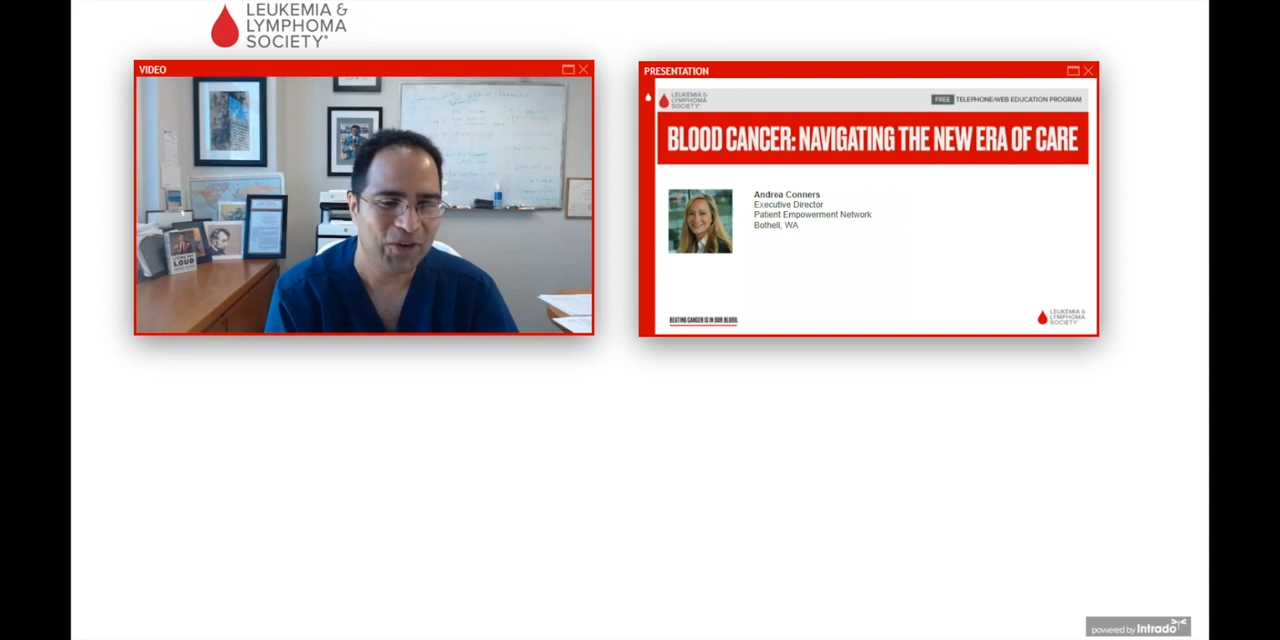 LEUKEMIA &
LYMPHOMA
SOCIETY®
VIDEO
LOUD
PRESENTATION
LEUKEMIA &
LYMPHOMA
SOCIETY®
FREE TELEPHONE/WEB EDUCATION PROGRAM
BLOOD CANCER: NAVIGATING THE NEW ERA OF CARE
Andrea Conners
Executive Director
Patient Empowerment Network
Bothell, WA
BEATING CANCER IS IN OUR BLOOD.
LEUKEMIA &
LYMPHOMA
SOCIETY®
powered by intrado